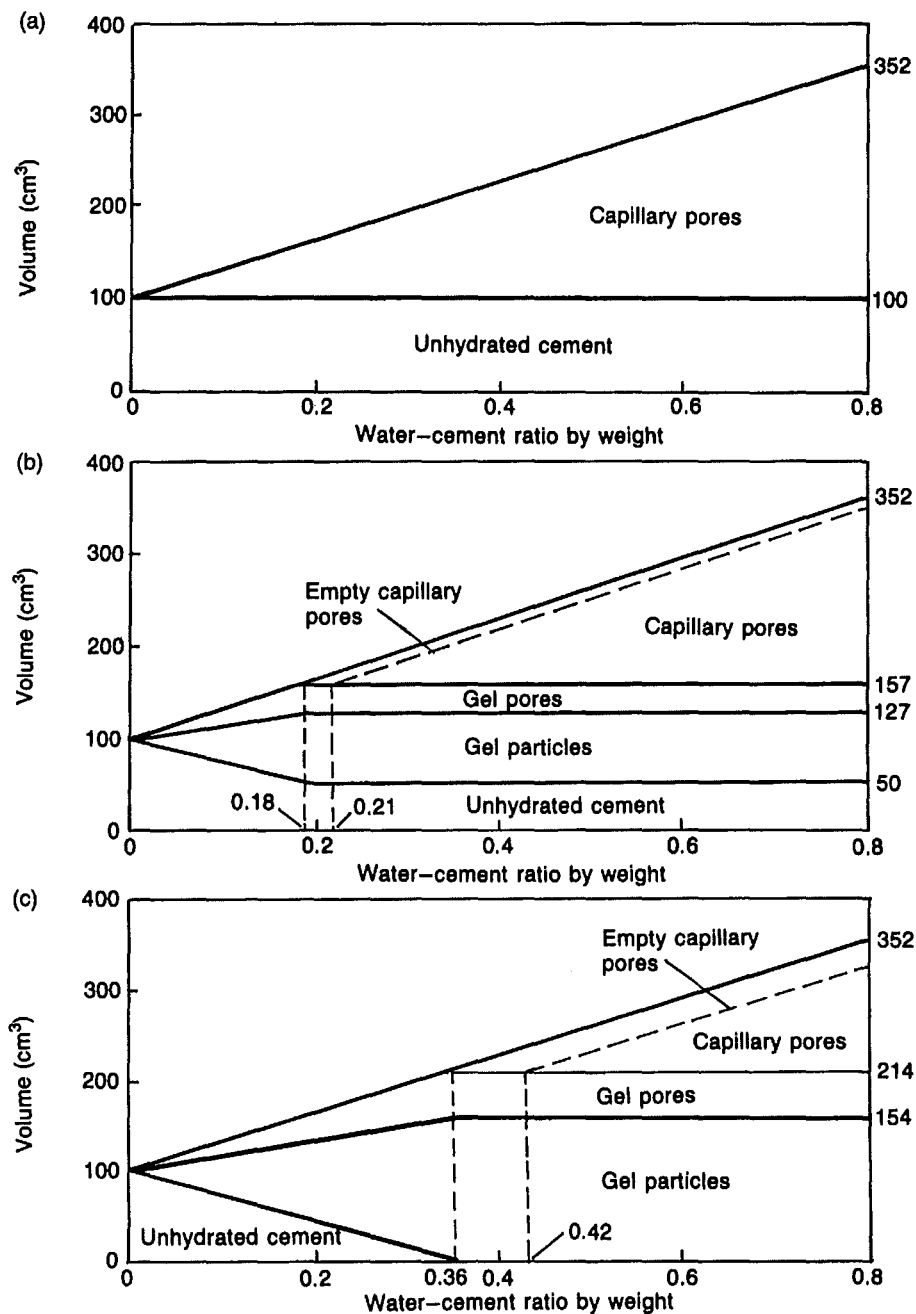 (a)
400
300
200
100
0
Volume (cm³)
352
100
Capillary pores
Unhydrated cement
0
0.2
0.4
0.6
0.8
Water–cement ratio by weight
(b)
400
300
200
100
0
Volume (cm³)
352
157
127
50
Empty capillary
pores
Capillary pores
Gel pores
Gel particles
Unhydrated cement
0.18
0.21
0
0.2
0.4
0.6
0.8
Water–cement ratio by weight
(c)
400
300
200
100
0
Volume (cm³)
352
214
154
Empty capillary
pores
Capillary pores
Gel pores
Gel particles
Unhydrated cement
0.42
0
0.2
0.36
0.4
0.6
0.8
Water–cement ratio by weight